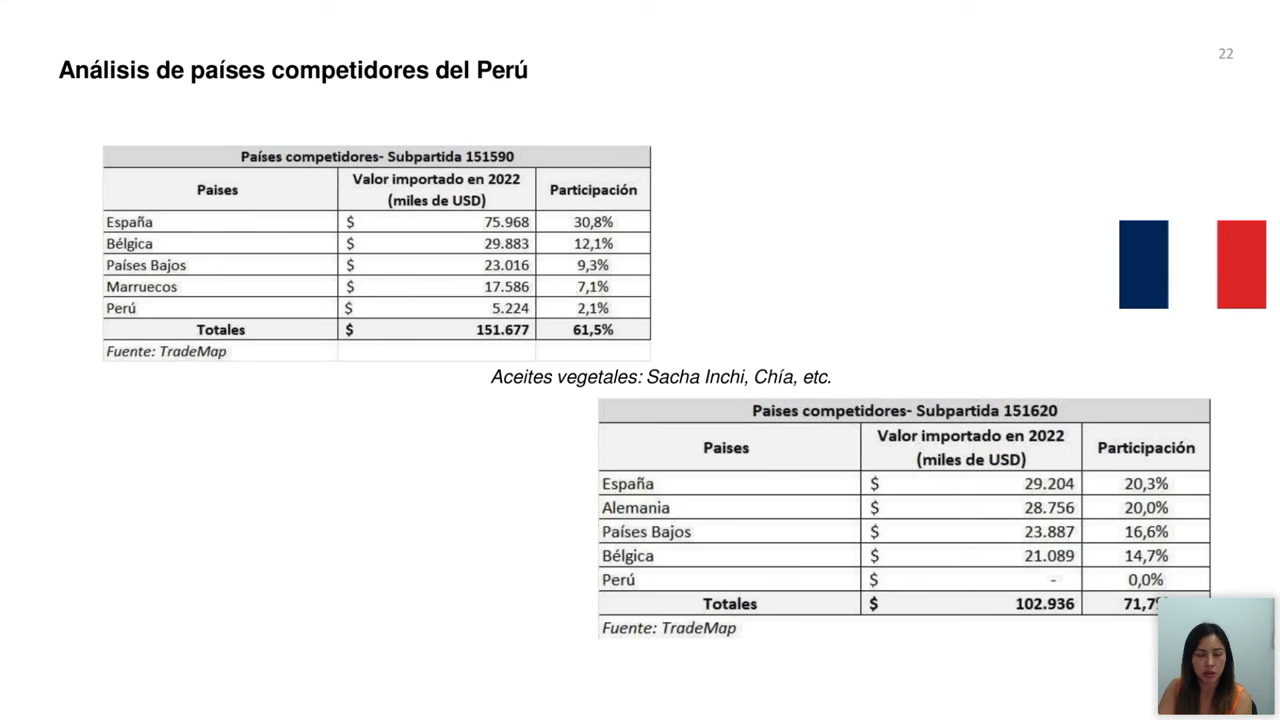 22
Análisis de países competidores del Perú
Países competidores- Subpartida 151590
Paises Valor importado en 2022 (miles de USD) Participación
España $ 75.968 30,8%
Bélgica $ 29.883 12,1%
Países Bajos $ 23.016 9,3%
Marruecos $ 17.586 7,1%
Perú $ 5.224 2,1%
Totales $ 151.677 61,5%
Fuente: TradeMap
Aceites vegetales: Sacha Inchi, Chía, etc.
Paises competidores- Subpartida 151620
Paises Valor importado en 2022 (miles de USD) Participación
España $ 29.204 20,3%
Alemania $ 28.756 20,0%
Países Bajos $ 23.887 16,6%
Bélgica $ 21.089 14,7%
Perú $ - 0,0%
Totales $ 102.936 71,7
Fuente: TradeMap